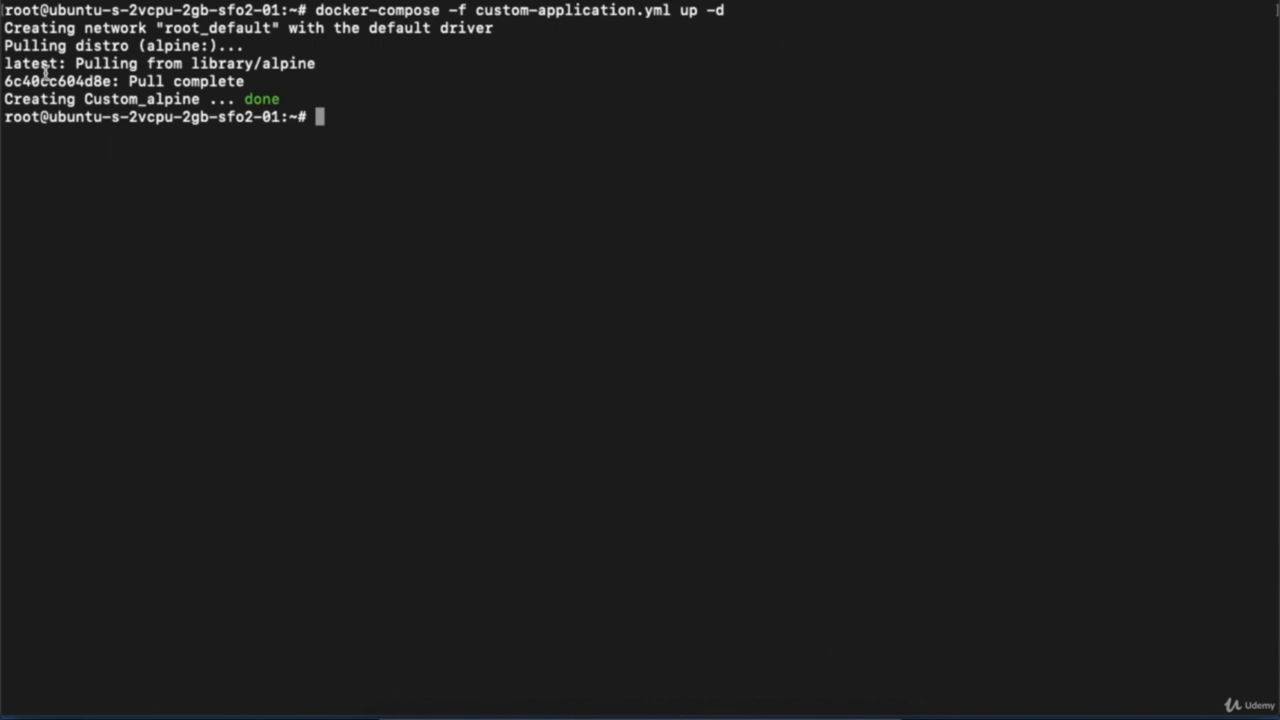 root@ubuntu-s-2vcpu-2gb-sfo2-01:~# docker-compose -f custom-application.yml up -d
Creating network "root_default" with the default driver
Pulling distro (alpine:)...
latest: Pulling from library/alpine
6c40cc604d8e: Pull complete
Creating Custom_alpine ... done
root@ubuntu-s-2vcpu-2gb-sfo2-01:~#
Udemy